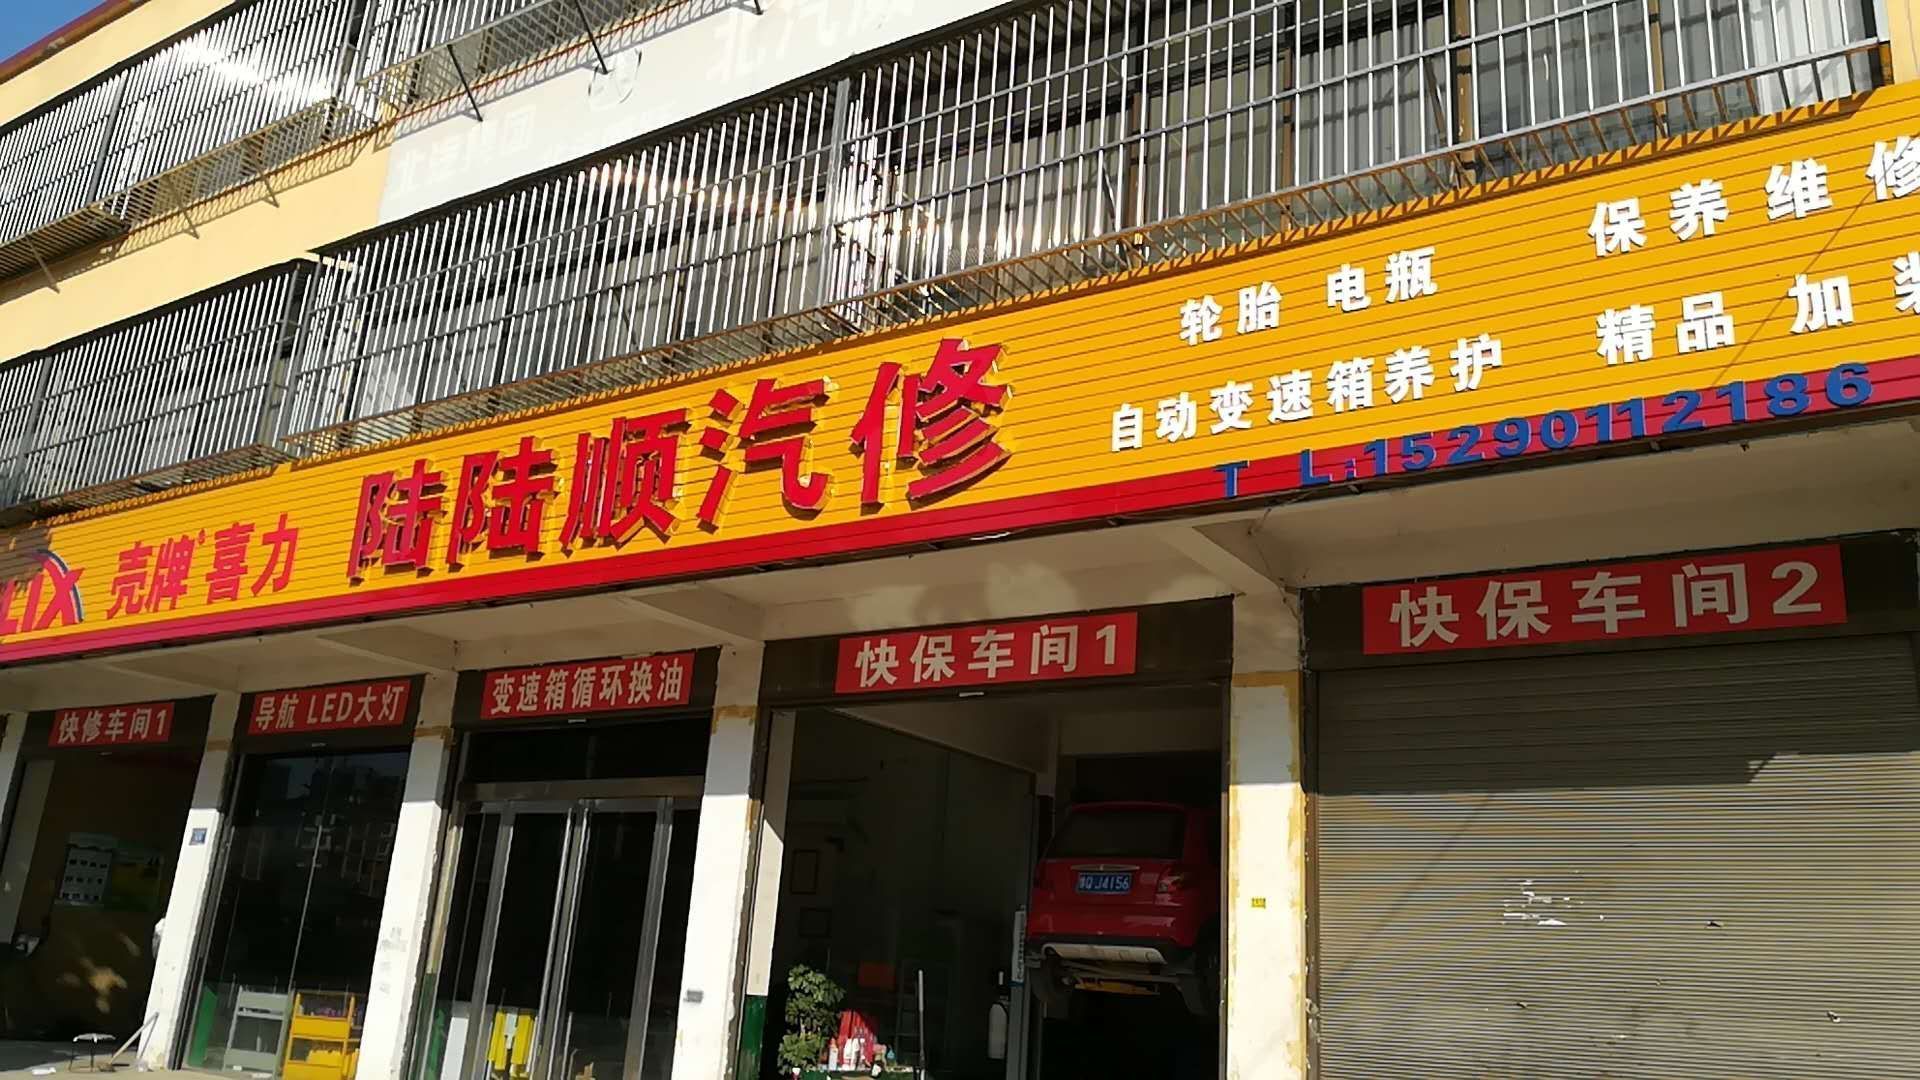 壳牌 喜力
陆陆顺汽修
轮胎 电瓶
保养维修
自动变速箱养护
精品加装
T L:15290112186
快修车间1
导航 LED大灯
变速箱循环换油
快保车间1
快保车间2
QJ4156